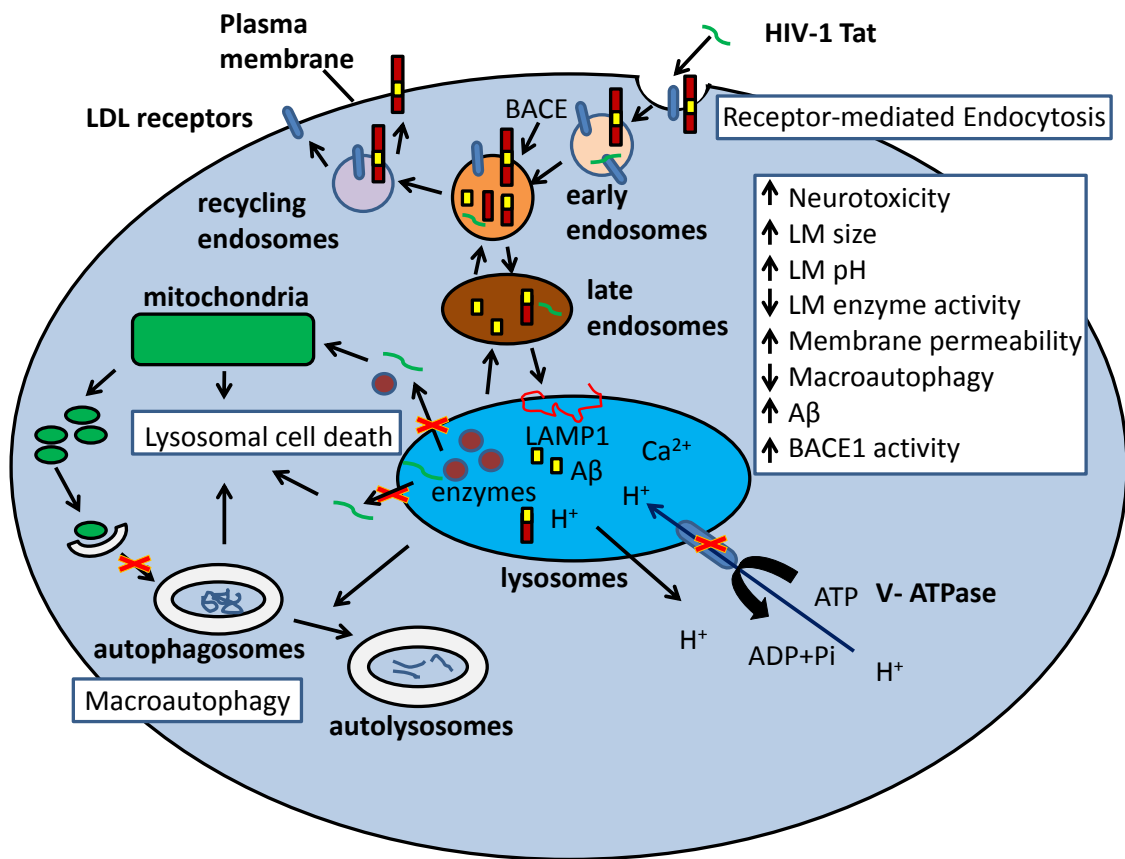 Plasma
membrane
HIV-1 Tat
LDL receptors
BACE
Receptor-mediated Endocytosis
recycling
endosomes
early
endosomes
Neurotoxicity
LM size
LM pH
LM enzyme activity
Membrane permeability
Macroautophagy
Aβ
BACE1 activity
mitochondria
late
endosomes
Lysosomal cell death
LAMP1
Ca²⁺
Aβ
enzymes
H⁺
H⁺
lysosomes
ATP
V- ATPase
H⁺
ADP+Pi
H⁺
autophagosomes
Macroautophagy
autolysosomes